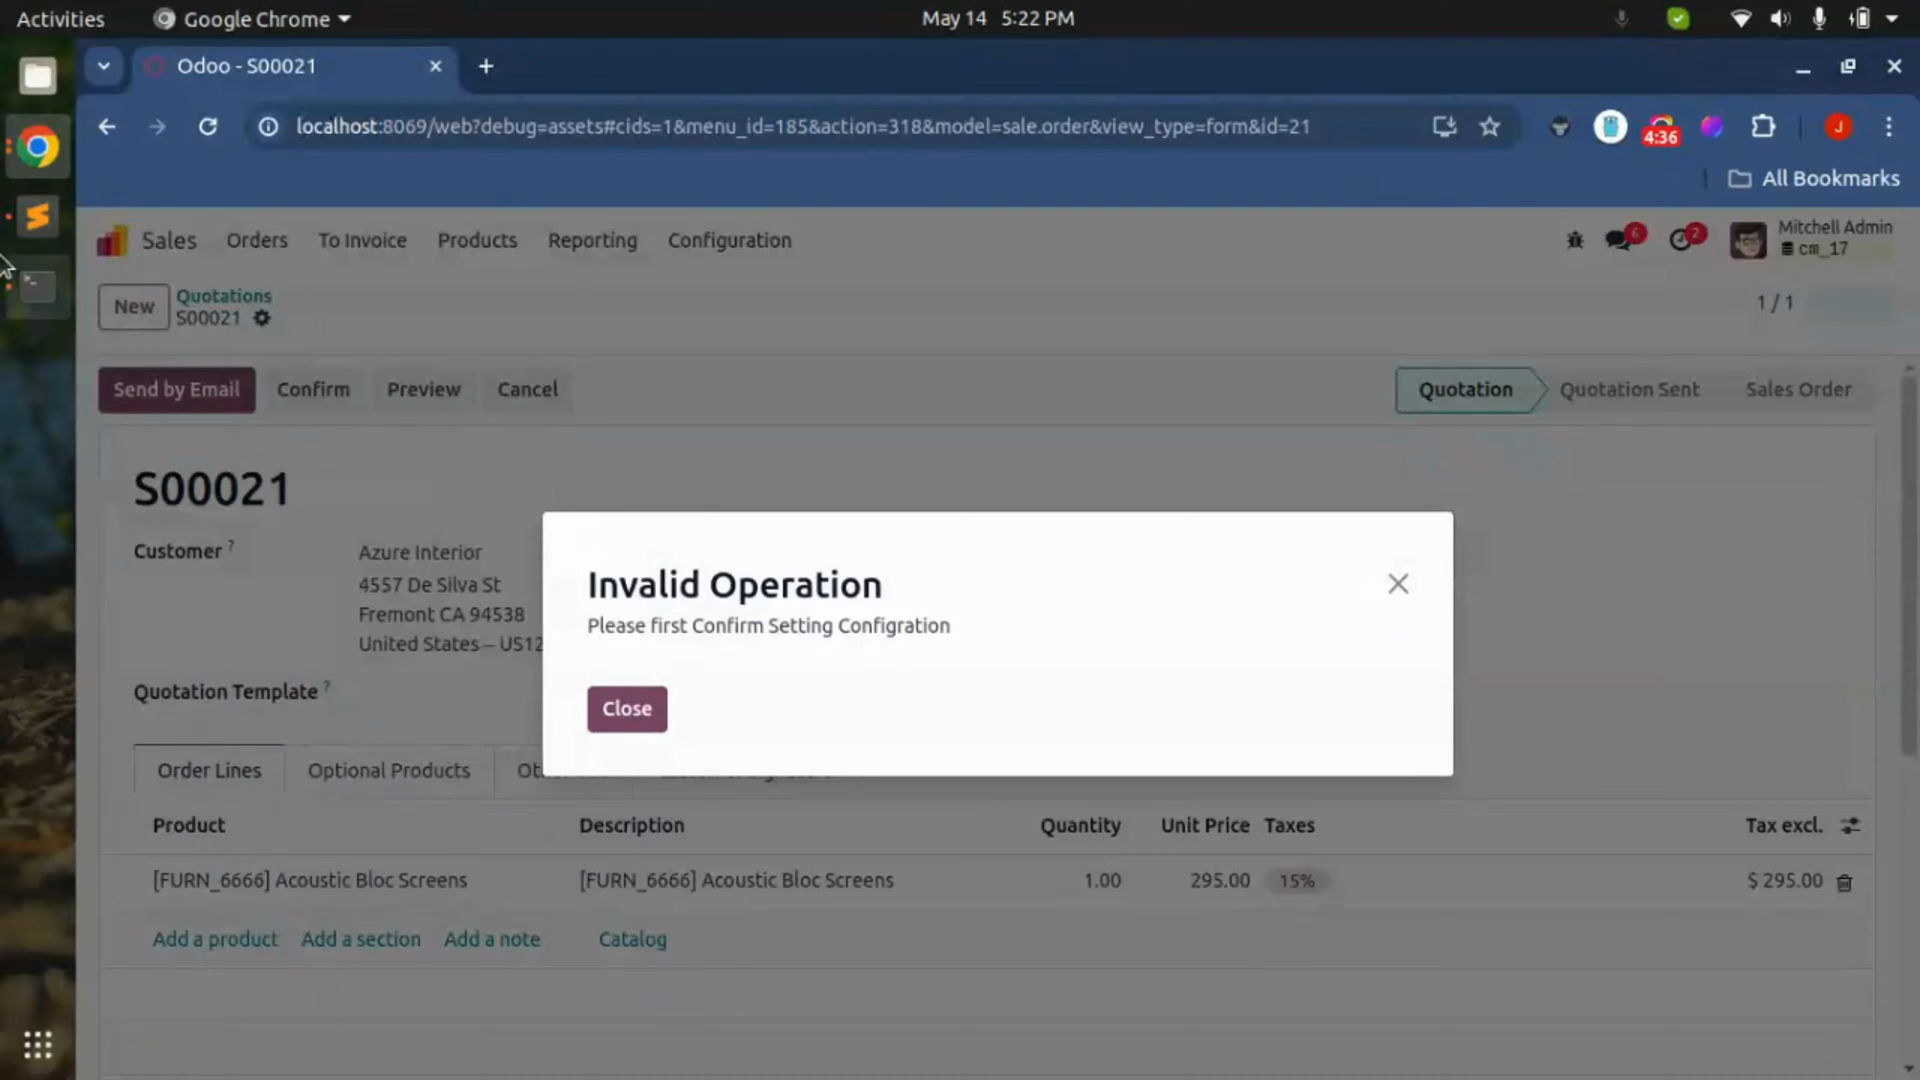 Activities Google Chrome May 14 5:22 PM
Odoo - S00021
localhost:8069/web?debug=assets#cids=1&menu_id=185&action=318&model=sale.order&view_type=form&id=21 4:36 J
All Bookmarks
Sales Orders To Invoice Products Reporting Configuration 6 2 Mitchell Admin
cm_17
New Quotations
S00021 1 / 1
Send by Email Confirm Preview Cancel Quotation Quotation Sent Sales Order
S00021
Customer ? Azure Interior
4557 De Silva St
Fremont CA 94538
United States – US12
Invalid Operation
Please first Confirm Setting Configration
Close
Quotation Template ?
Order Lines Optional Products
Product Description Quantity Unit Price Taxes Tax excl.
[FURN_6666] Acoustic Bloc Screens [FURN_6666] Acoustic Bloc Screens 1.00 295.00 15% $ 295.00
Add a product Add a section Add a note Catalog